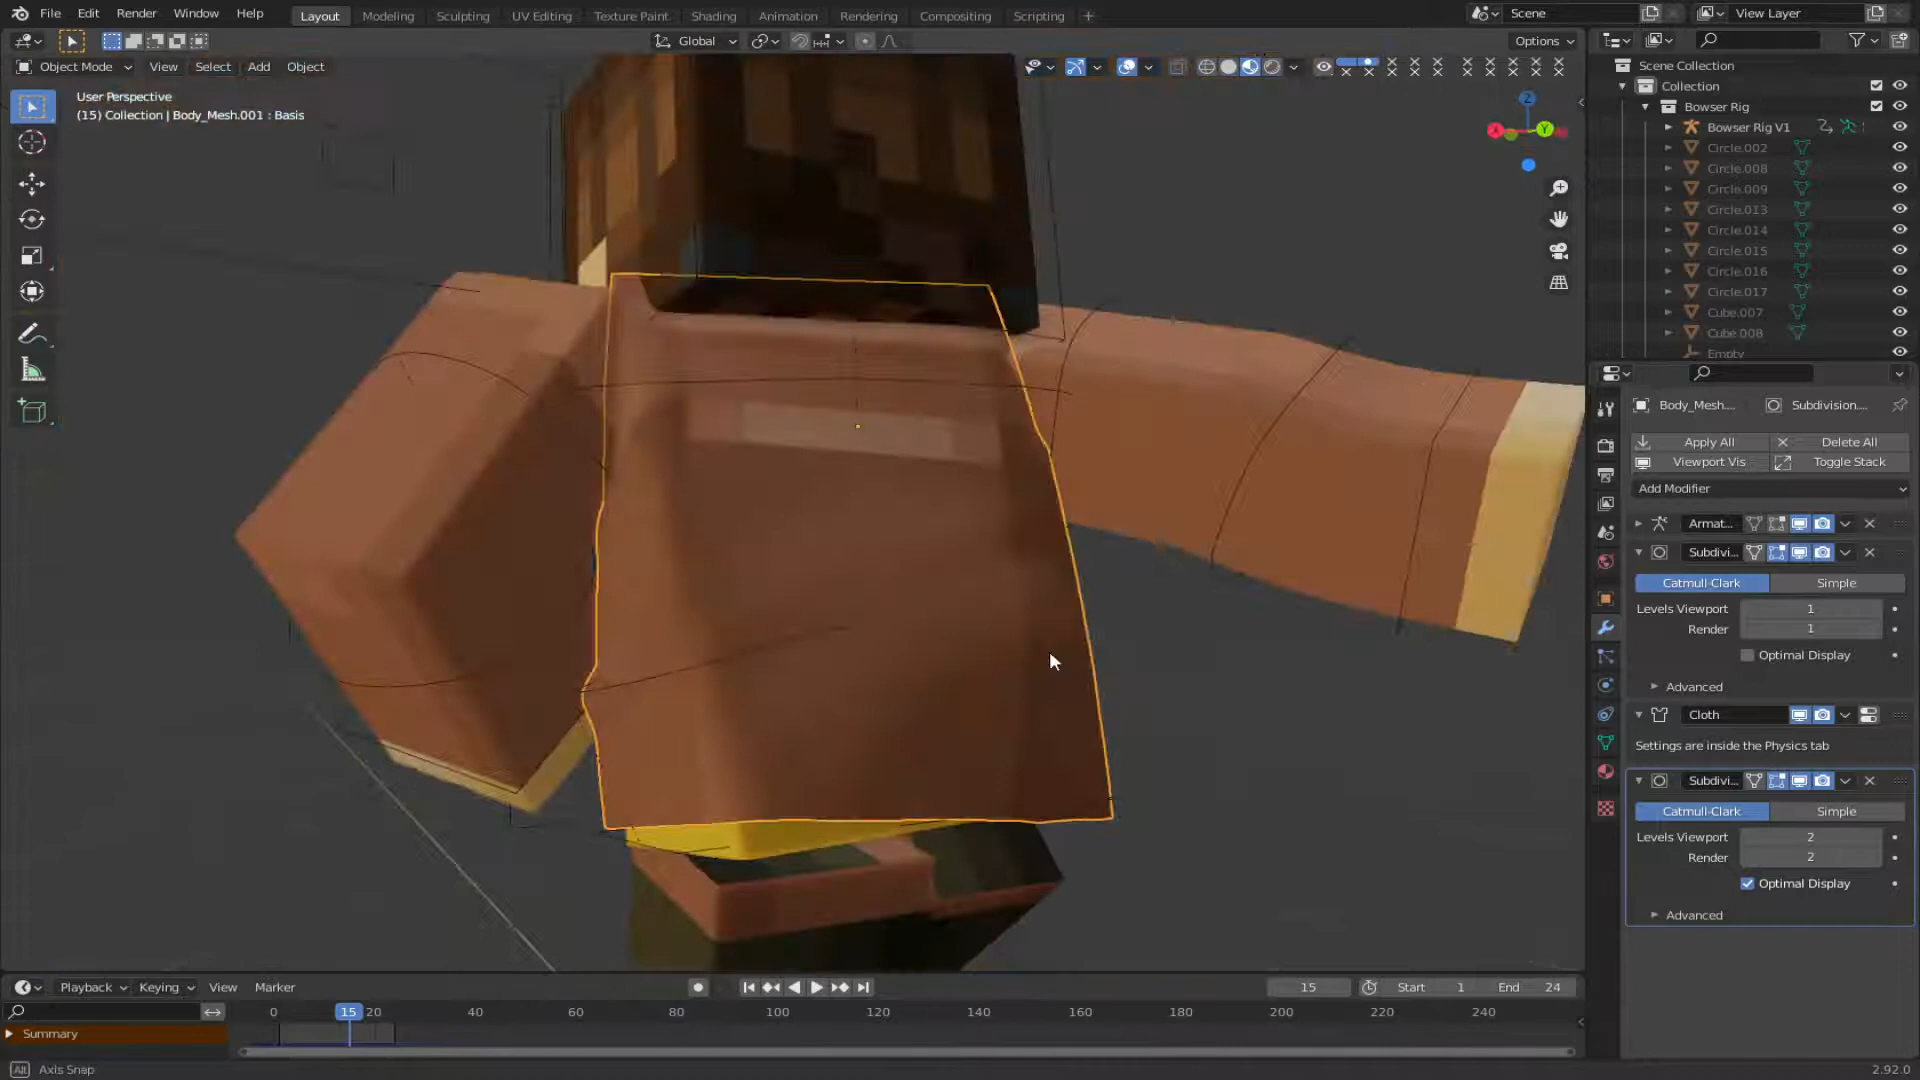 File Edit Render Window Help
Layout Modeling Sculpting UV Editing Texture Paint Shading Animation Rendering Compositing Scripting +
Scene
View Layer
Global
Options
Object Mode View Select Add Object
User Perspective
(15) Collection | Body_Mesh.001 : Basis
Z
X
Y
Scene Collection
Collection
Bowser Rig
Bowser Rig V1
Circle.002
Circle.008
Circle.009
Circle.013
Circle.014
Circle.015
Circle.016
Circle.017
Cube.007
Cube.008
Empty
Body_Mesh.... Subdivision....
Apply All Delete All
Viewport Vis Toggle Stack
Add Modifier
Armat...
Subdivi...
Catmull-Clark Simple
Levels Viewport 1
Render 1
Optimal Display
Advanced
Cloth
Settings are inside the Physics tab
Subdivi...
Catmull-Clark Simple
Levels Viewport 2
Render 2
Optimal Display
Advanced
Playback Keying View Marker
15 Start 1 End 24
0 15 20 40 60 80 100 120 140 160 180 200 220 240
Summary
Alt Axis Snap
2.92.0